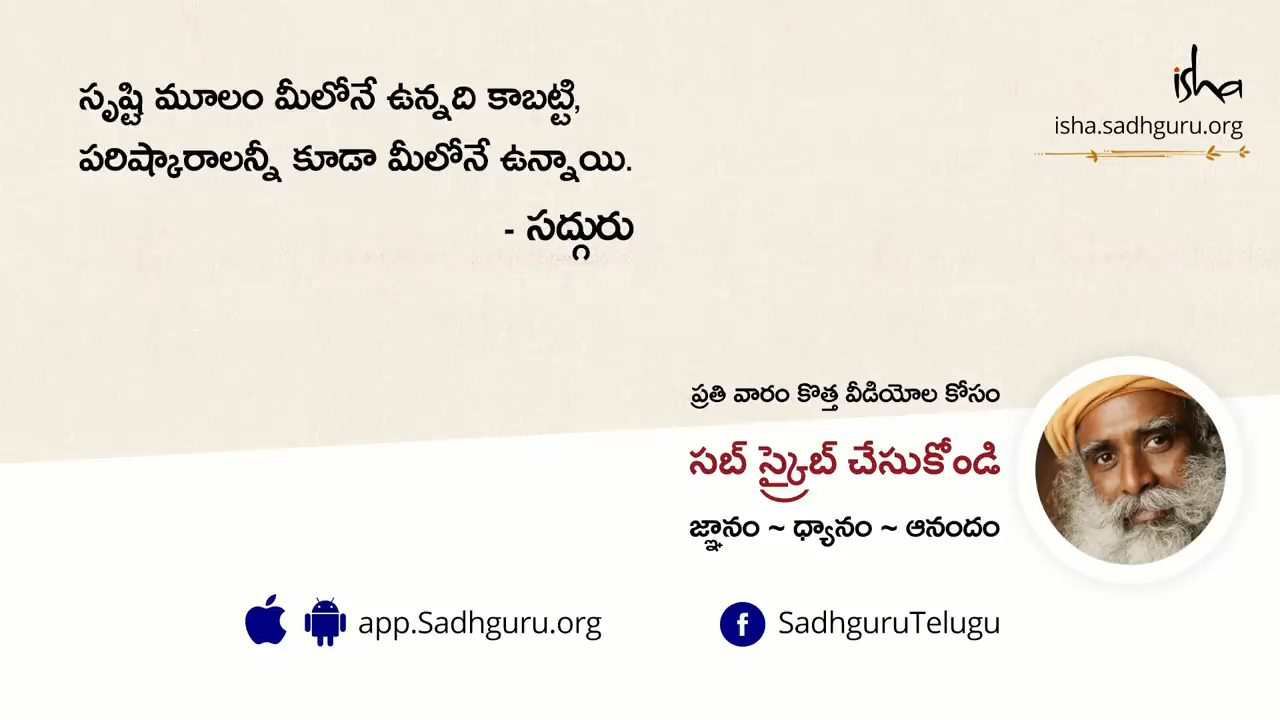 సృష్టి మూలం మీలోనే ఉన్నది కాబట్టి,
పరిష్కారాలన్నీ కూడా మీలోనే ఉన్నాయి.
- సద్గురు
isha
isha.sadhguru.org
ప్రతి వారం కొత్త వీడియోల కోసం
సబ్ స్క్రైబ్ చేసుకోండి
జ్ఞానం ~ ధ్యానం ~ ఆనందం
app.Sadhguru.org
SadhguruTelugu